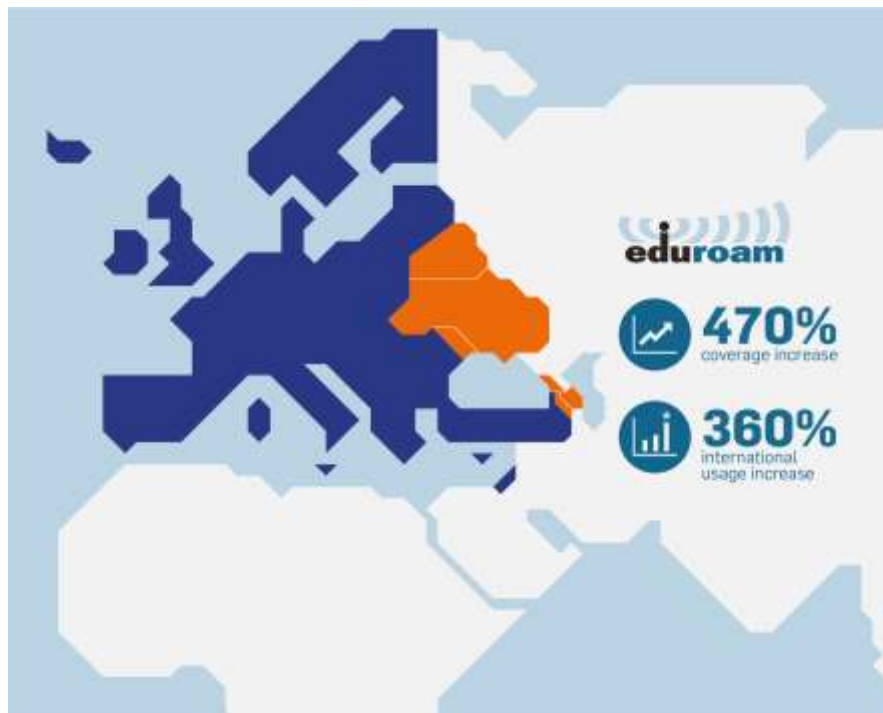 eduroam
470%
coverage increase
360%
international
usage increase